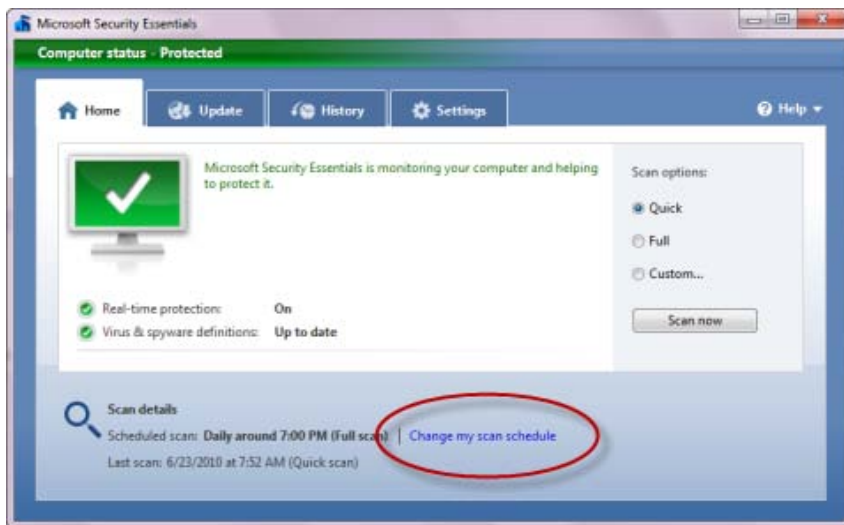 Microsoft Security Essentials
Computer status - Protected
Home
Update
History
Settings
Help
Microsoft Security Essentials is monitoring your computer and helping
to protect it.
Real-time protection: On
Virus & spyware definitions: Up to date
Scan options:
Quick
Full
Custom...
Scan now
Scan details
Scheduled scan: Daily around 7:00 PM (Full scan) | Change my scan schedule
Last scan: 6/23/2010 at 7:52 AM (Quick scan)